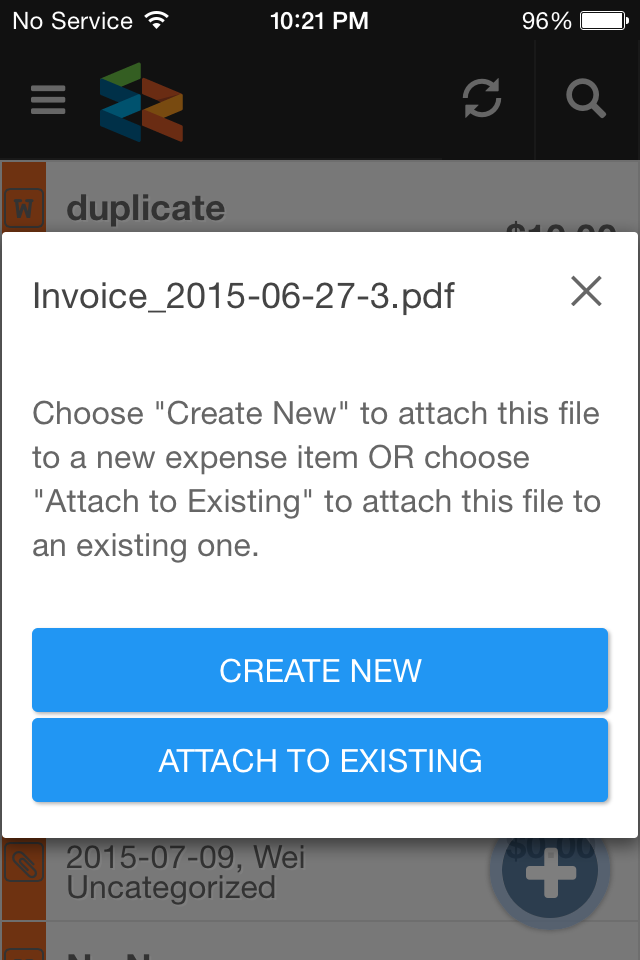 No Service 10:21 PM 96%
W duplicate
Invoice_2015-06-27-3.pdf
Choose "Create New" to attach this file
to a new expense item OR choose
"Attach to Existing" to attach this file to
an existing one.
CREATE NEW
ATTACH TO EXISTING
$0.00
2015-07-09, Wei
Uncategorized